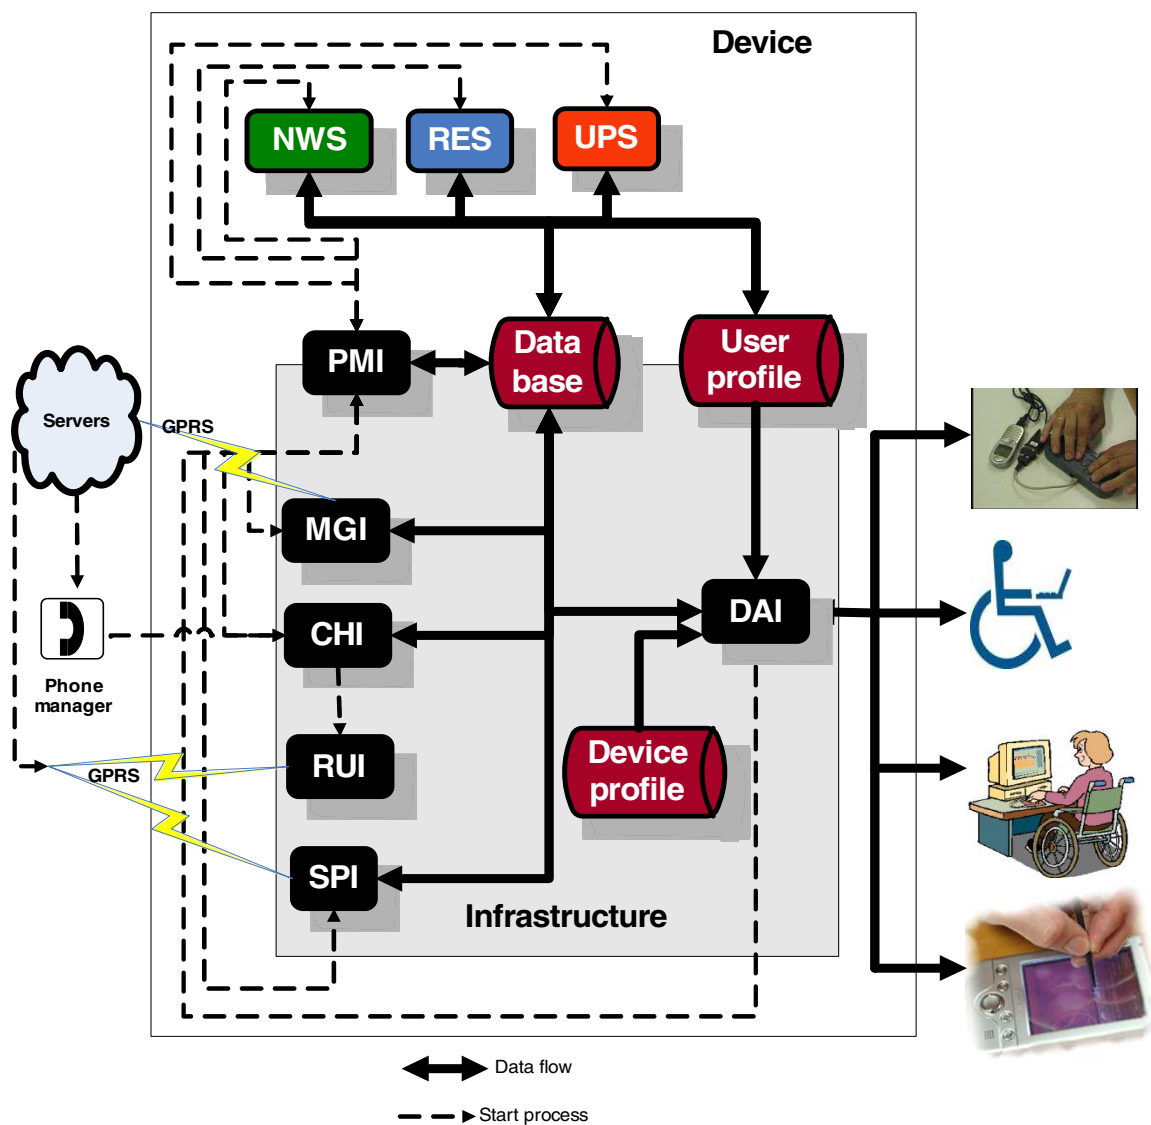 Device
NWS
RES
UPS
PMI
Data
base
User
profile
Servers
GPRS
MGI
CHI
DAI
Phone
manager
RUI
GPRS
Device
profile
SPI
Infrastructure
Data flow
Start process